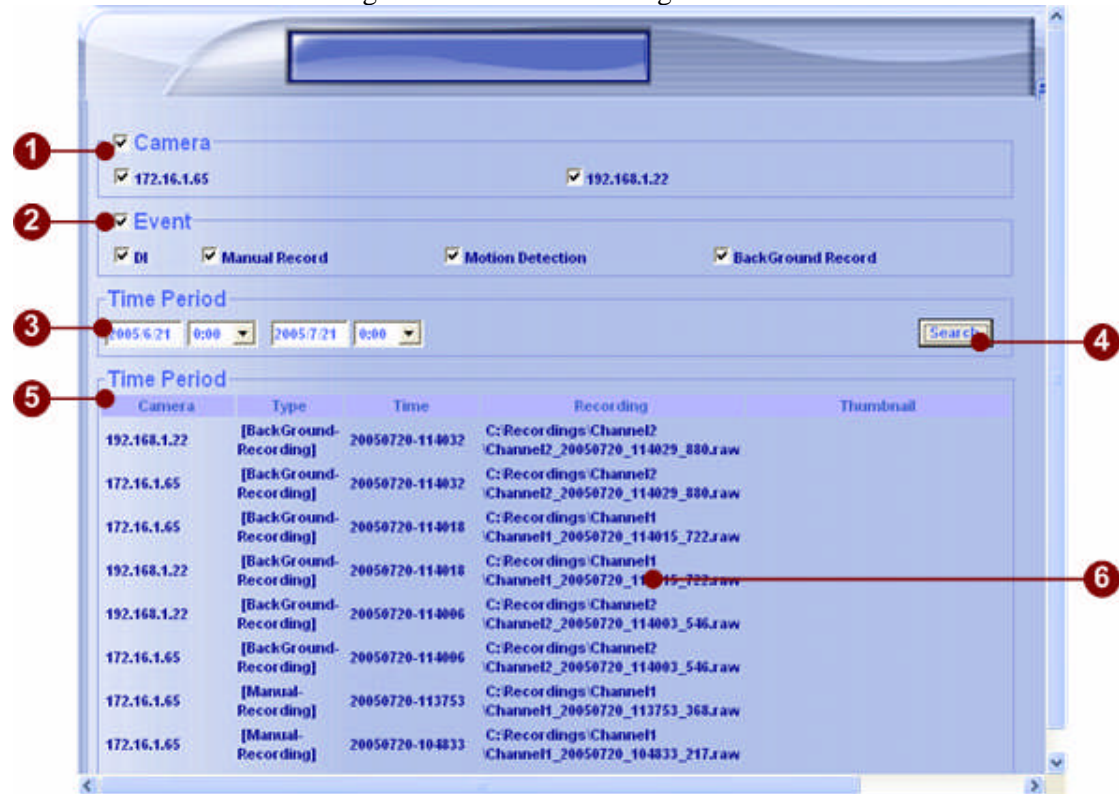 1 Camera
172.16.1.65 192.168.1.22
2 Event
DI Manual Record Motion Detection BackGround Record
Time Period
3 2005/6/21 0:00 2005/7/21 0:00 Search 4
Time Period
5 Camera Type Time Recording Thumbnail
192.168.1.22 [BackGround-Recording] 20050720-114032 C:\Recordings\Channel2\Channel2_20050720_114029_880.raw
172.16.1.65 [BackGround-Recording] 20050720-114032 C:\Recordings\Channel2\Channel2_20050720_114029_880.raw
172.16.1.65 [BackGround-Recording] 20050720-114018 C:\Recordings\Channel1\Channel1_20050720_114015_722.raw
192.168.1.22 [BackGround-Recording] 20050720-114018 C:\Recordings\Channel1\Channel1_20050720_114015_722.raw 6
192.168.1.22 [BackGround-Recording] 20050720-114006 C:\Recordings\Channel2\Channel2_20050720_114003_546.raw
172.16.1.65 [BackGround-Recording] 20050720-114006 C:\Recordings\Channel2\Channel2_20050720_114003_546.raw
172.16.1.65 [Manual-Recording] 20050720-113753 C:\Recordings\Channel1\Channel1_20050720_113753_368.raw
172.16.1.65 [Manual-Recording] 20050720-104833 C:\Recordings\Channel1\Channel1_20050720_104833_217.raw